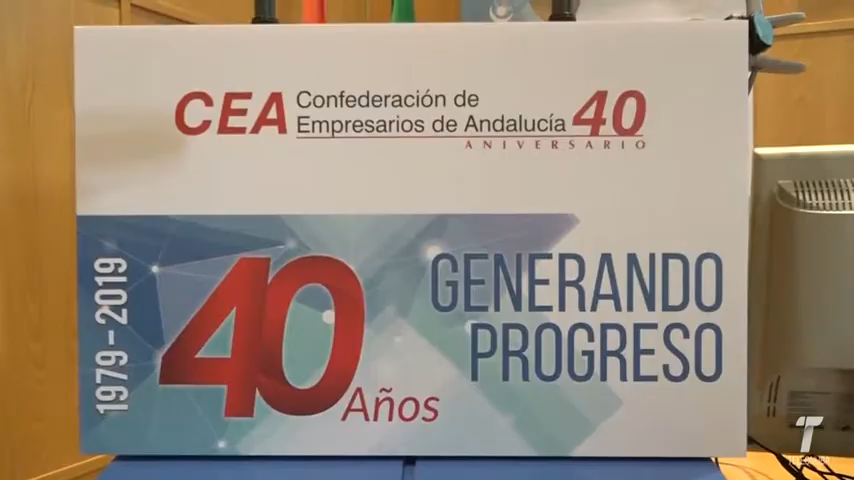 CEA Confederación de
Empresarios de Andalucía 40
ANIVERSARIO
1979-2019
40 Años
GENERANDO
PROGRESO